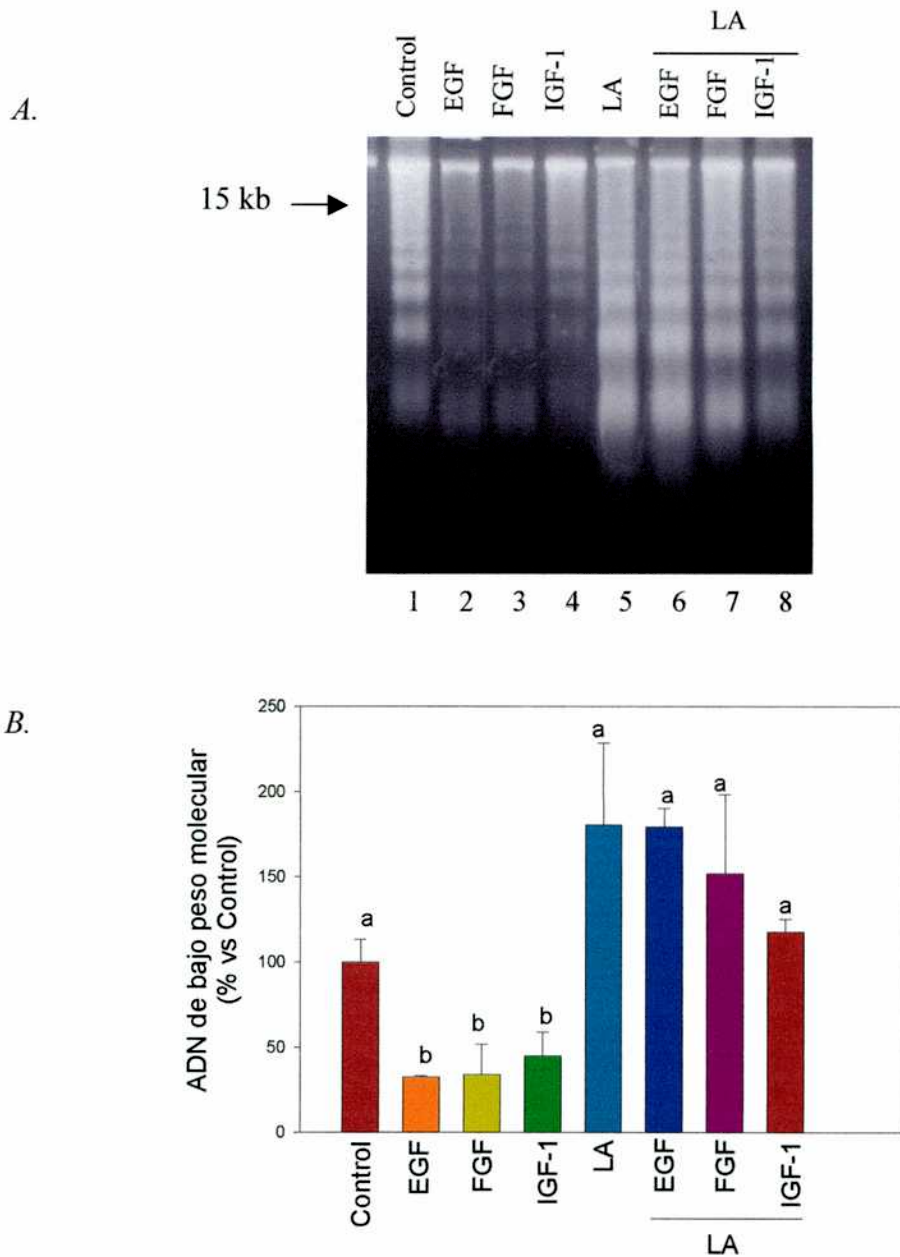 A.
LA
Control EGF FGF IGF-1 LA EGF FGF IGF-1
15 kb
1 2 3 4 5 6 7 8
B.
ADN de bajo peso molecular
(% vs Control)
250
200
150
100
50
0
a b b b a a a a
Control EGF FGF IGF-1 LA EGF FGF IGF-1
LA